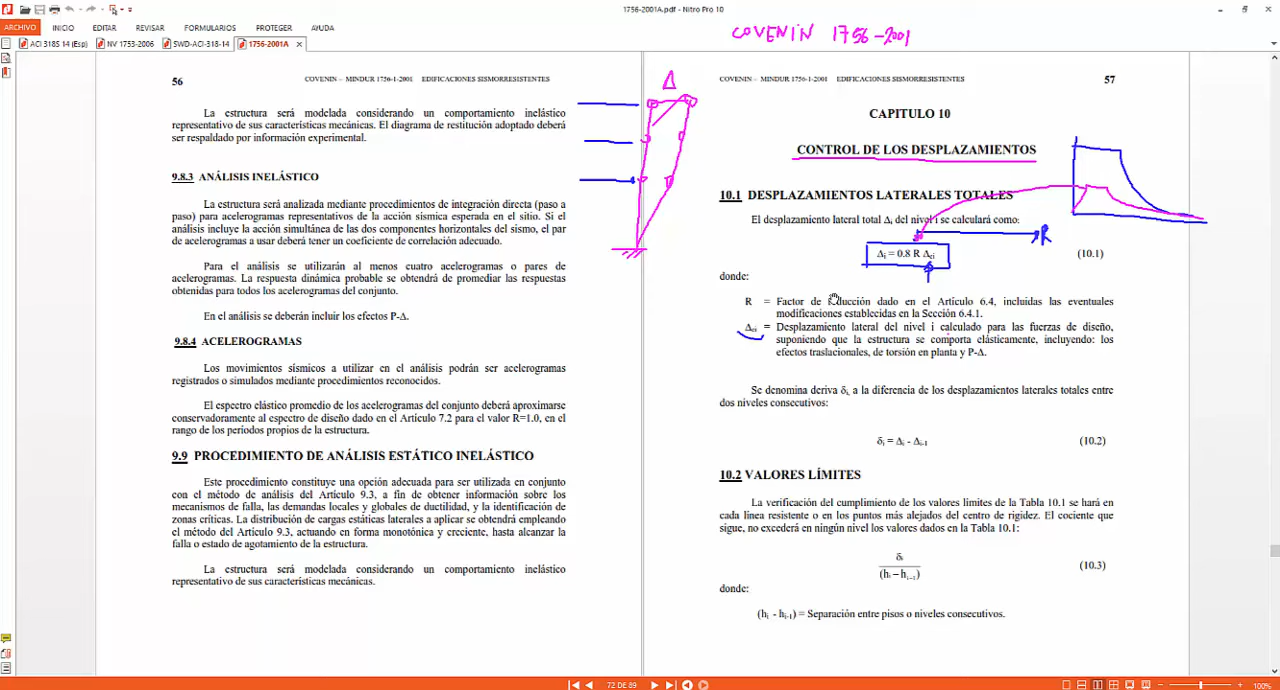 1756-2001A.pdf - Nitro Pro 10
ARCHIVO INICIO EDITAR REVISAR FORMULARIOS PROTEGER AYUDA
ACI 318S 14 (Esp) NV 1753-2006 SWD-ACI-318-14 1756-2001A
COVENIN 1756-2001
56 COVENIN – MINDUR 1756-1-2001 EDIFICACIONES SISMORRESISTENTES
La estructura será modelada considerando un comportamiento inelástico
representativo de sus características mecánicas. El diagrama de restitución adoptado deberá
ser respaldado por información experimental.
9.8.3 ANÁLISIS INELÁSTICO
La estructura será analizada mediante procedimientos de integración directa (paso a
paso) para acelerogramas representativos de la acción sísmica esperada en el sitio. Si el
análisis incluye la acción simultánea de las dos componentes horizontales del sismo, el par
de acelerogramas a usar deberá tener un coeficiente de correlación adecuado.
Para el análisis se utilizarán al menos cuatro acelerogramas o pares de
acelerogramas. La respuesta dinámica probable se obtendrá de promediar las respuestas
obtenidas para todos los acelerogramas del conjunto.
En el análisis se deberán incluir los efectos P-Δ.
9.8.4 ACELEROGRAMAS
Los movimientos sísmicos a utilizar en el análisis podrán ser acelerogramas
registrados o simulados mediante procedimientos reconocidos.
El espectro elástico promedio de los acelerogramas del conjunto deberá aproximarse
conservadoramente al espectro de diseño dado en el Artículo 7.2 para el valor R=1.0, en el
rango de los períodos propios de la estructura.
9.9 PROCEDIMIENTO DE ANÁLISIS ESTÁTICO INELÁSTICO
Este procedimiento constituye una opción adecuada para ser utilizada en conjunto
con el método de análisis del Artículo 9.3, a fin de obtener información sobre los
mecanismos de falla, las demandas locales y globales de ductilidad, y la identificación de
zonas críticas. La distribución de cargas estáticas laterales a aplicar se obtendrá empleando
el método del Artículo 9.3, actuando en forma monotónica y creciente, hasta alcanzar la
falla o estado de agotamiento de la estructura.
La estructura será modelada considerando un comportamiento inelástico
representativo de sus características mecánicas.
Δ
COVENIN – MINDUR 1756-1-2001 EDIFICACIONES SISMORRESISTENTES 57
CAPITULO 10
CONTROL DE LOS DESPLAZAMIENTOS
10.1 DESPLAZAMIENTOS LATERALES TOTALES
El desplazamiento lateral total Δi del nivel i se calculará como:
R
Δi = 0.8 R Δei (10.1)
donde:
R = Factor de reducción dado en el Artículo 6.4, incluidas las eventuales
modificaciones establecidas en la Sección 6.4.1.
Δei = Desplazamiento lateral del nivel i calculado para las fuerzas de diseño,
suponiendo que la estructura se comporta elásticamente, incluyendo: los
efectos traslacionales, de torsión en planta y P-Δ.
Se denomina deriva δi, a la diferencia de los desplazamientos laterales totales entre
dos niveles consecutivos:
δi = Δi - Δi-1 (10.2)
10.2 VALORES LÍMITES
La verificación del cumplimiento de los valores límites de la Tabla 10.1 se hará en
cada línea resistente o en los puntos más alejados del centro de rigidez. El cociente que
sigue, no excederá en ningún nivel los valores dados en la Tabla 10.1:
δi
(hi – hi-1) (10.3)
donde:
(hi - hi-1) = Separación entre pisos o niveles consecutivos.
72 DE 89
100%